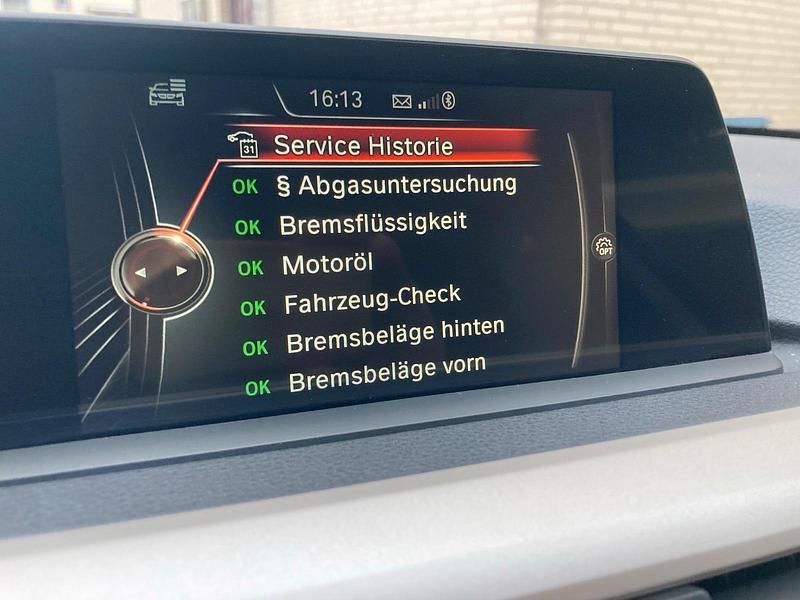 16:13
31 Service Historie
OK § Abgasuntersuchung
OK Bremsflüssigkeit
OK Motoröl
OK Fahrzeug-Check
OK Bremsbeläge hinten
OK Bremsbeläge vorn
OPT